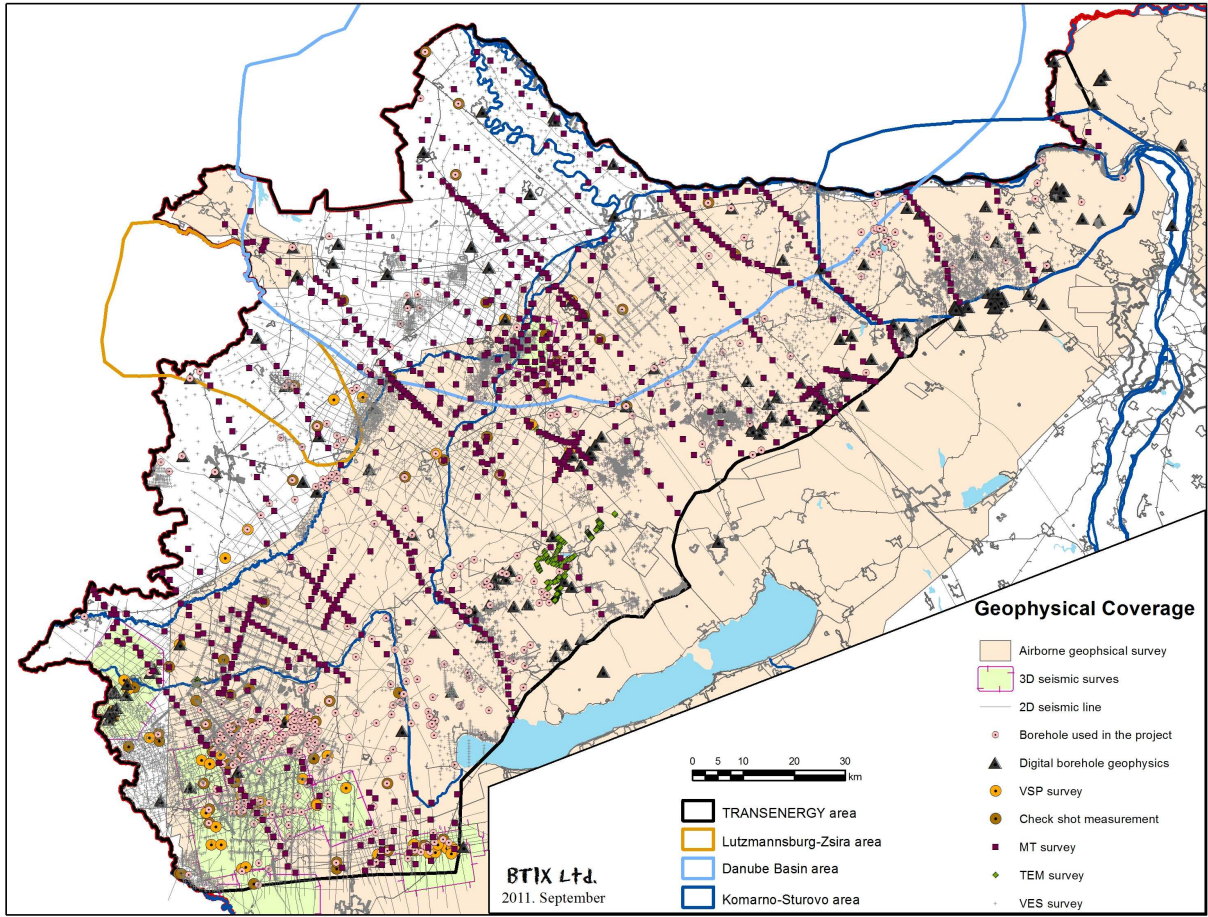 Geophysical Coverage
Airborne geophsical survey
3D seismic surves
2D seismic line
Borehole used in the project
Digital borehole geophysics
VSP survey
Check shot measurement
MT survey
TEM survey
VES survey
0 5 10 20 30
km
TRANSENERGY area
Lutzmannsburg-Zsira area
Danube Basin area
Komarno-Sturovo area
BTIX Ltd.
2011. September